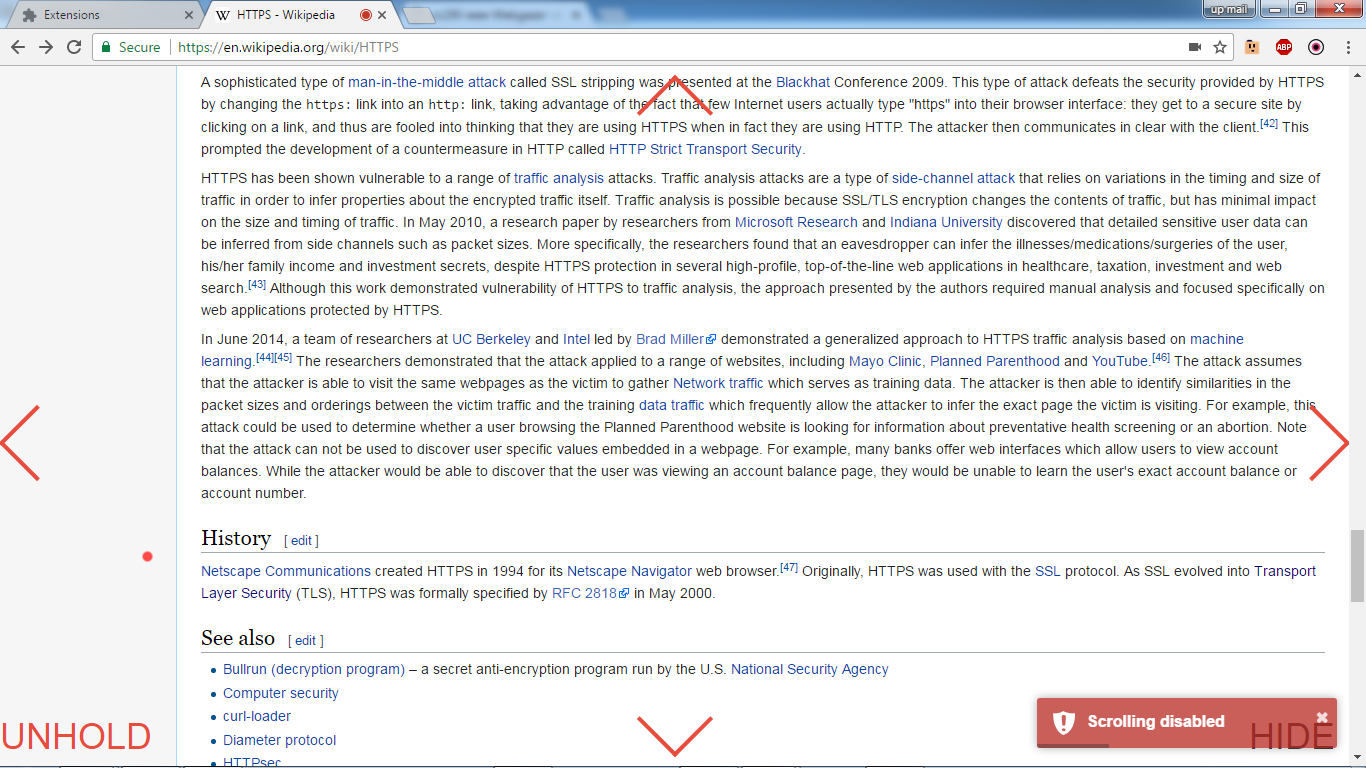 Extensions
HTTPS - Wikipedia
up mail
Secure
https://en.wikipedia.org/wiki/HTTPS
ABP
A sophisticated type of man-in-the-middle attack called SSL stripping was presented at the Blackhat Conference 2009. This type of attack defeats the security provided by HTTPS
by changing the https: link into an http: link, taking advantage of the fact that few Internet users actually type "https" into their browser interface: they get to a secure site by
clicking on a link, and thus are fooled into thinking that they are using HTTPS when in fact they are using HTTP. The attacker then communicates in clear with the client.[42] This
prompted the development of a countermeasure in HTTP called HTTP Strict Transport Security.
HTTPS has been shown vulnerable to a range of traffic analysis attacks. Traffic analysis attacks are a type of side-channel attack that relies on variations in the timing and size of
traffic in order to infer properties about the encrypted traffic itself. Traffic analysis is possible because SSL/TLS encryption changes the contents of traffic, but has minimal impact
on the size and timing of traffic. In May 2010, a research paper by researchers from Microsoft Research and Indiana University discovered that detailed sensitive user data can
be inferred from side channels such as packet sizes. More specifically, the researchers found that an eavesdropper can infer the illnesses/medications/surgeries of the user,
his/her family income and investment secrets, despite HTTPS protection in several high-profile, top-of-the-line web applications in healthcare, taxation, investment and web
search.[43] Although this work demonstrated vulnerability of HTTPS to traffic analysis, the approach presented by the authors required manual analysis and focused specifically on
web applications protected by HTTPS.
In June 2014, a team of researchers at UC Berkeley and Intel led by Brad Miller demonstrated a generalized approach to HTTPS traffic analysis based on machine
learning.[44][45] The researchers demonstrated that the attack applied to a range of websites, including Mayo Clinic, Planned Parenthood and YouTube.[46] The attack assumes
that the attacker is able to visit the same webpages as the victim to gather Network traffic which serves as training data. The attacker is then able to identify similarities in the
packet sizes and orderings between the victim traffic and the training data traffic which frequently allow the attacker to infer the exact page the victim is visiting. For example, this
attack could be used to determine whether a user browsing the Planned Parenthood website is looking for information about preventative health screening or an abortion. Note
that the attack can not be used to discover user specific values embedded in a webpage. For example, many banks offer web interfaces which allow users to view account
balances. While the attacker would be able to discover that the user was viewing an account balance page, they would be unable to learn the user's exact account balance or
account number.
History [ edit ]
Netscape Communications created HTTPS in 1994 for its Netscape Navigator web browser.[47] Originally, HTTPS was used with the SSL protocol. As SSL evolved into Transport
Layer Security (TLS), HTTPS was formally specified by RFC 2818 in May 2000.
See also [ edit ]
Bullrun (decryption program) – a secret anti-encryption program run by the U.S. National Security Agency
Computer security
curl-loader
Diameter protocol
HTTPsec
UNHOLD
Scrolling disabled
HIDE